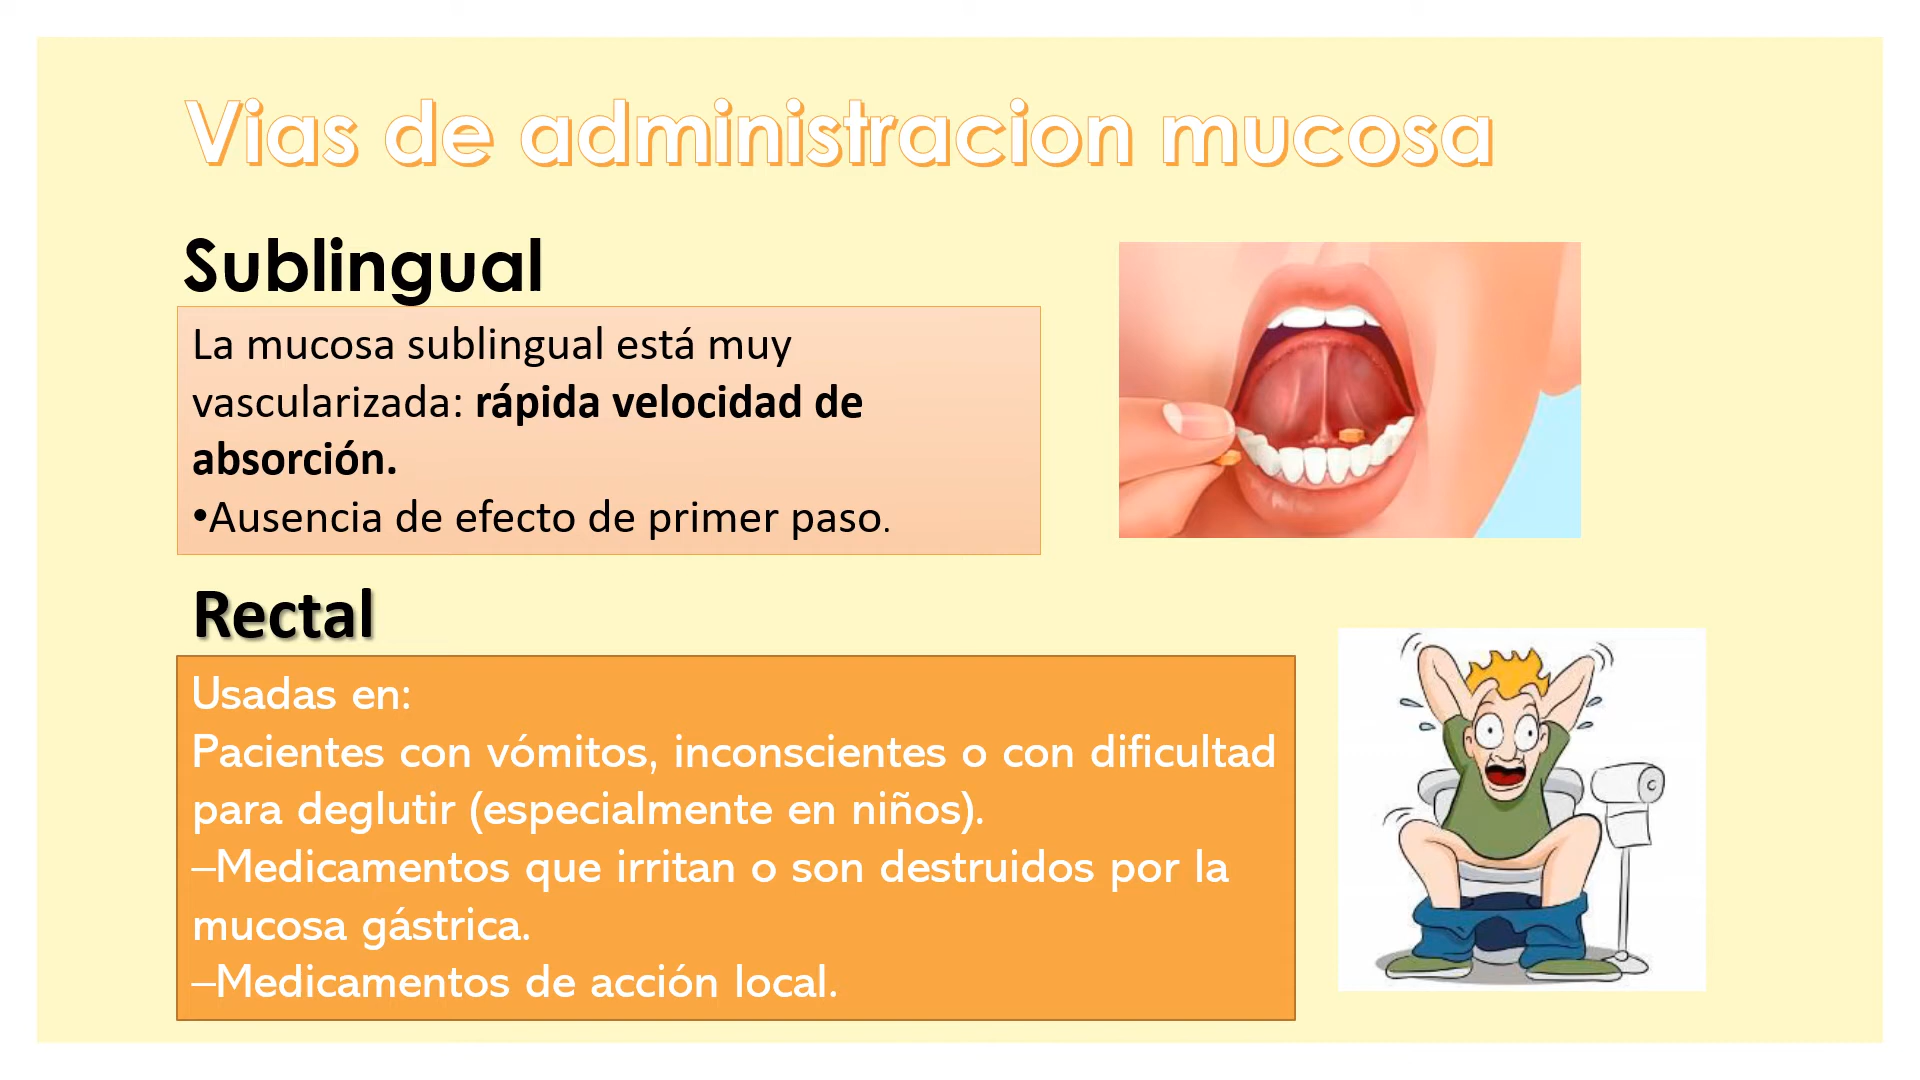 Vias de administracion mucosa
Sublingual
La mucosa sublingual está muy
vascularizada: rápida velocidad de
absorción.
•Ausencia de efecto de primer paso.
Rectal
Usadas en:
Pacientes con vómitos, inconscientes o con dificultad
para deglutir (especialmente en niños).
–Medicamentos que irritan o son destruidos por la
mucosa gástrica.
–Medicamentos de acción local.